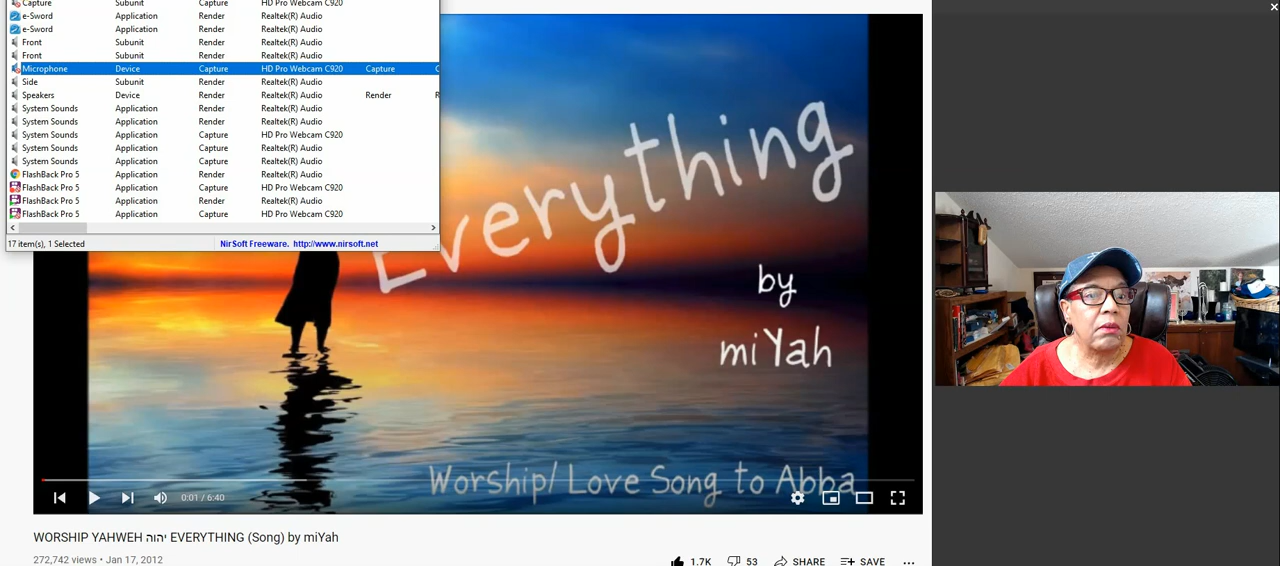 Capture Subunit Capture HD Pro Webcam C920
e-Sword Application Render Realtek(R) Audio
e-Sword Application Render Realtek(R) Audio
Front Subunit Render Realtek(R) Audio
Front Subunit Render Realtek(R) Audio
Microphone Device Capture HD Pro Webcam C920 Capture C
Side Subunit Render Realtek(R) Audio
Speakers Device Render Realtek(R) Audio Render R
System Sounds Application Render Realtek(R) Audio
System Sounds Application Render Realtek(R) Audio
System Sounds Application Capture HD Pro Webcam C920
System Sounds Application Capture Realtek(R) Audio
System Sounds Application Capture Realtek(R) Audio
FlashBack Pro 5 Application Render Realtek(R) Audio
FlashBack Pro 5 Application Capture HD Pro Webcam C920
FlashBack Pro 5 Application Render Realtek(R) Audio
FlashBack Pro 5 Application Capture HD Pro Webcam C920
17 item(s), 1 Selected NirSoft Freeware. http://www.nirsoft.net
Everything
by
miYah
Worship/ Love Song to Abba
0:01 / 6:40
WORSHIP YAHWEH יהוה EVERYTHING (Song) by miYah
272,742 views • Jan 17, 2012 1.7K 53 SHARE SAVE